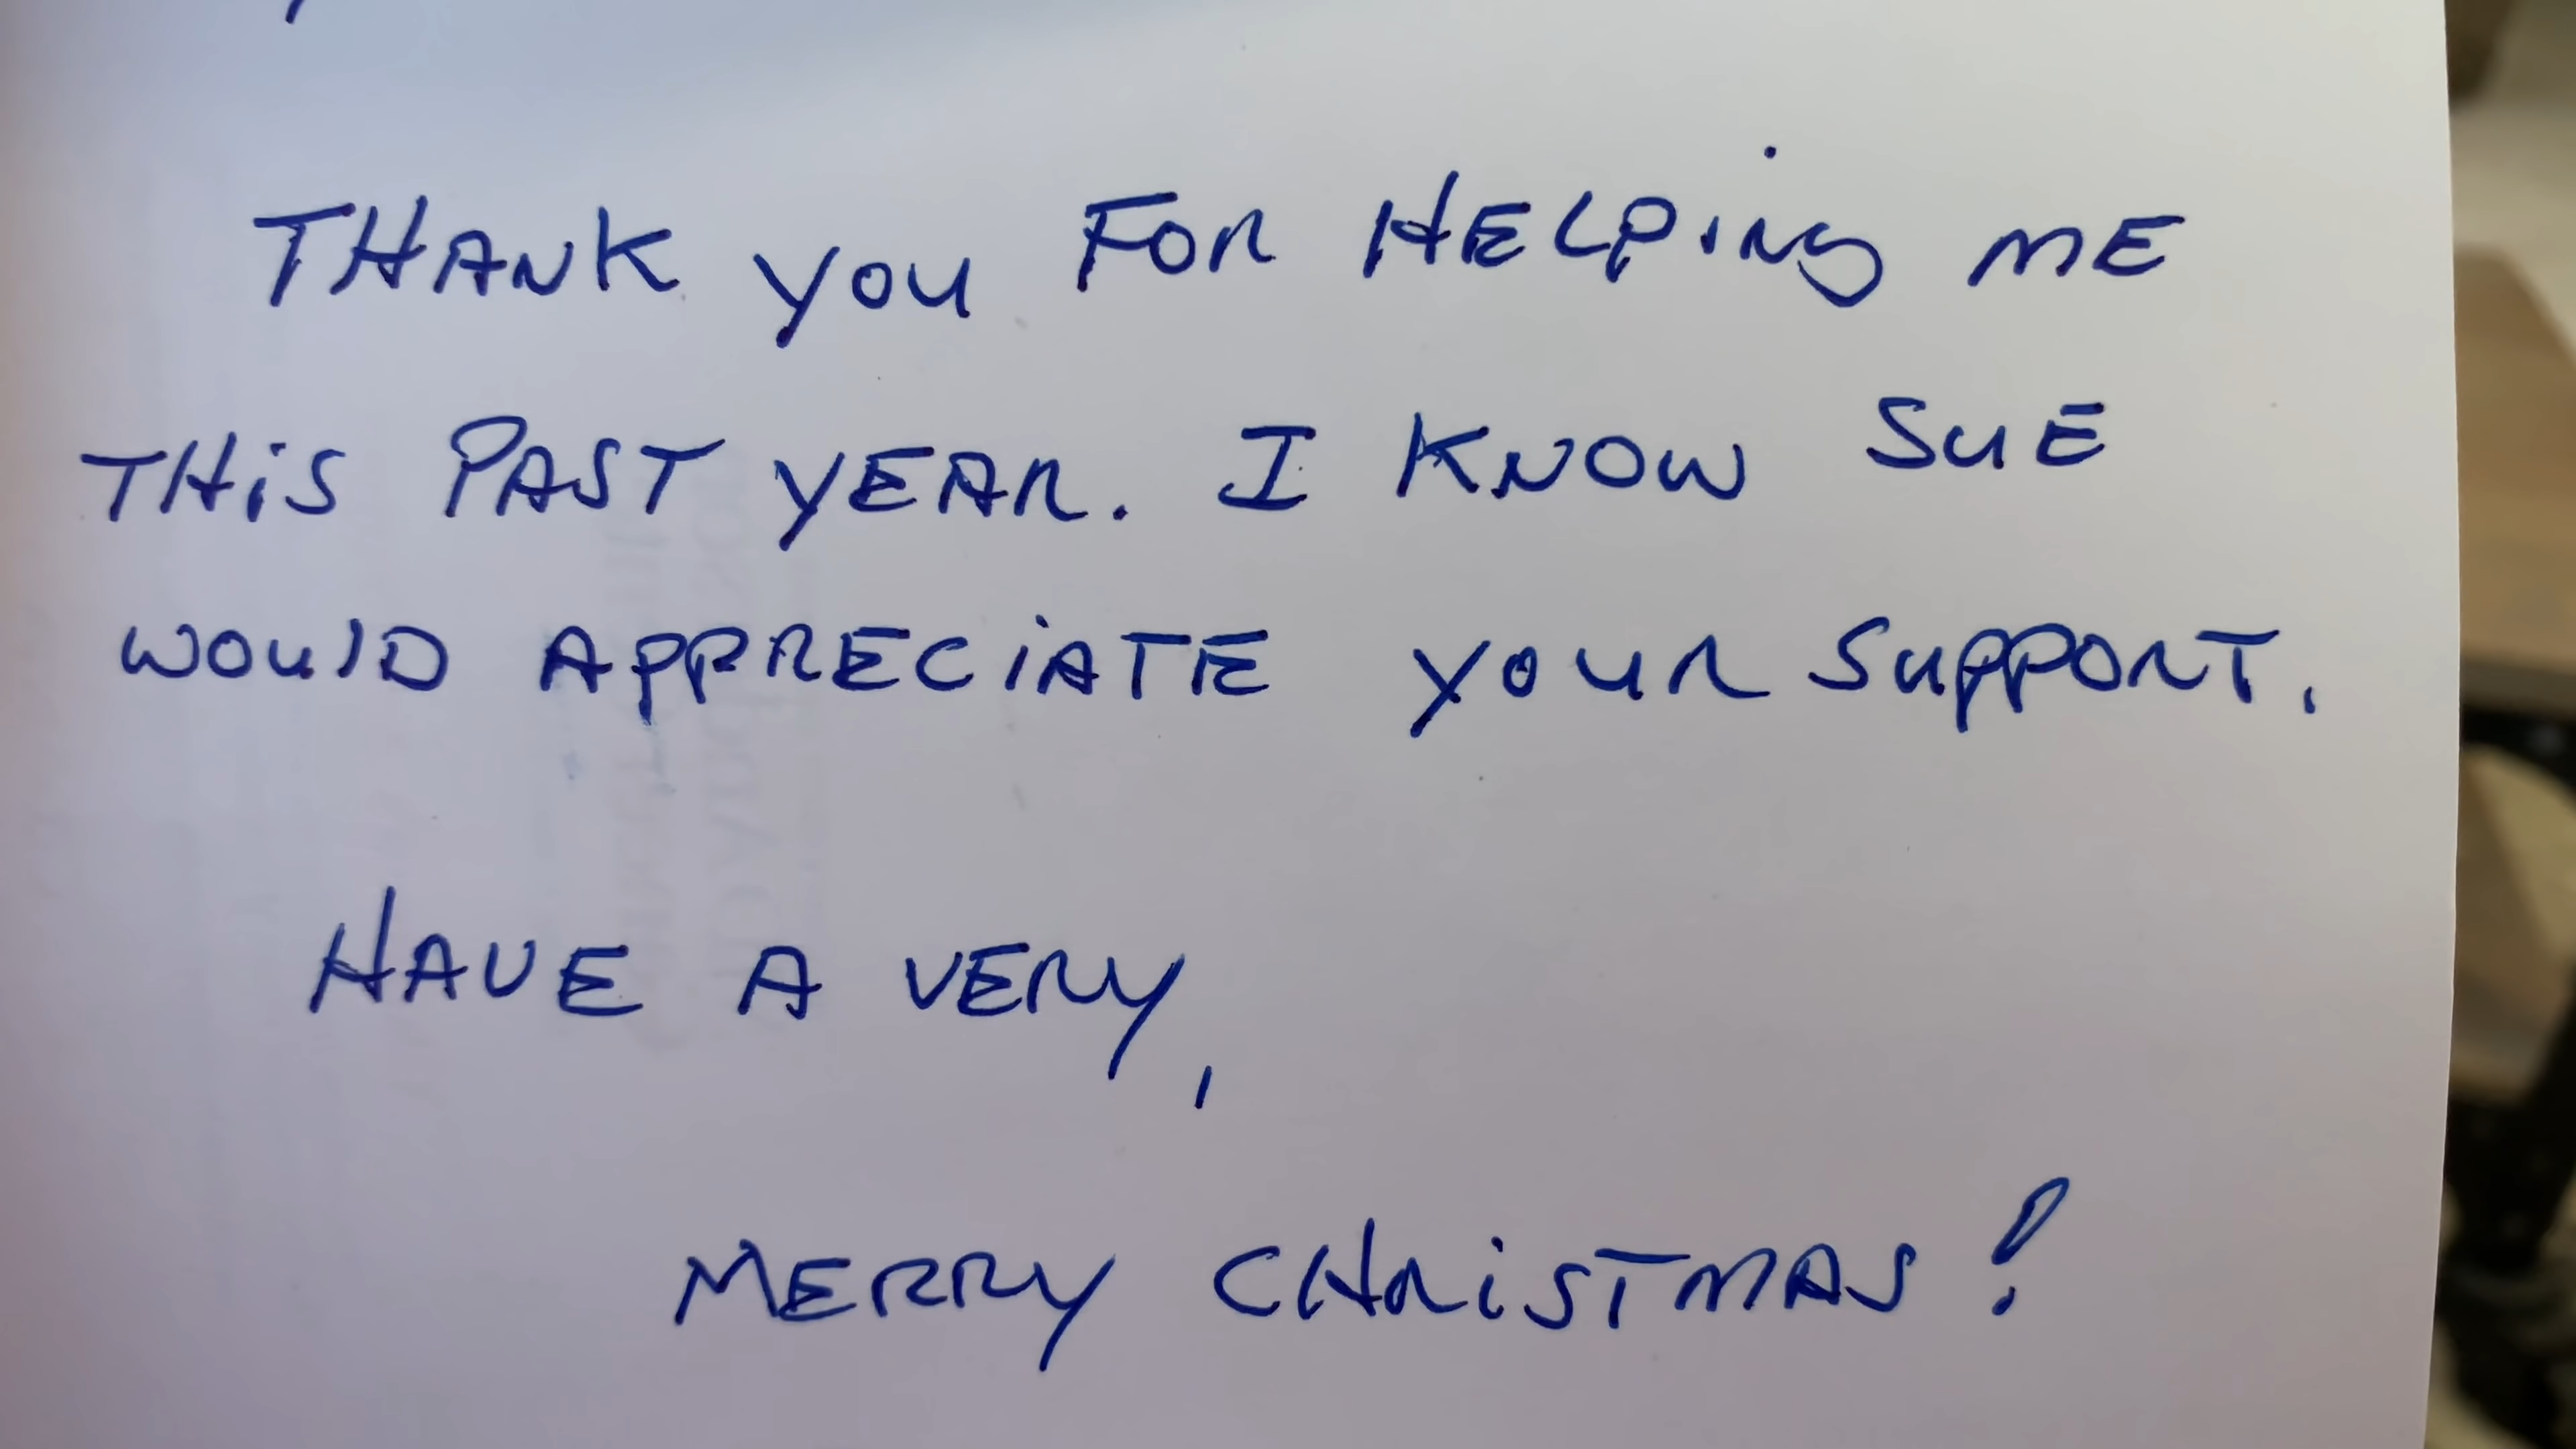 THANK YOU FOR HELPING ME
THIS PAST YEAR. I KNOW SUE
WOULD APPRECIATE YOUR SUPPORT.
HAVE A VERY,
MERRY CHRISTMAS!